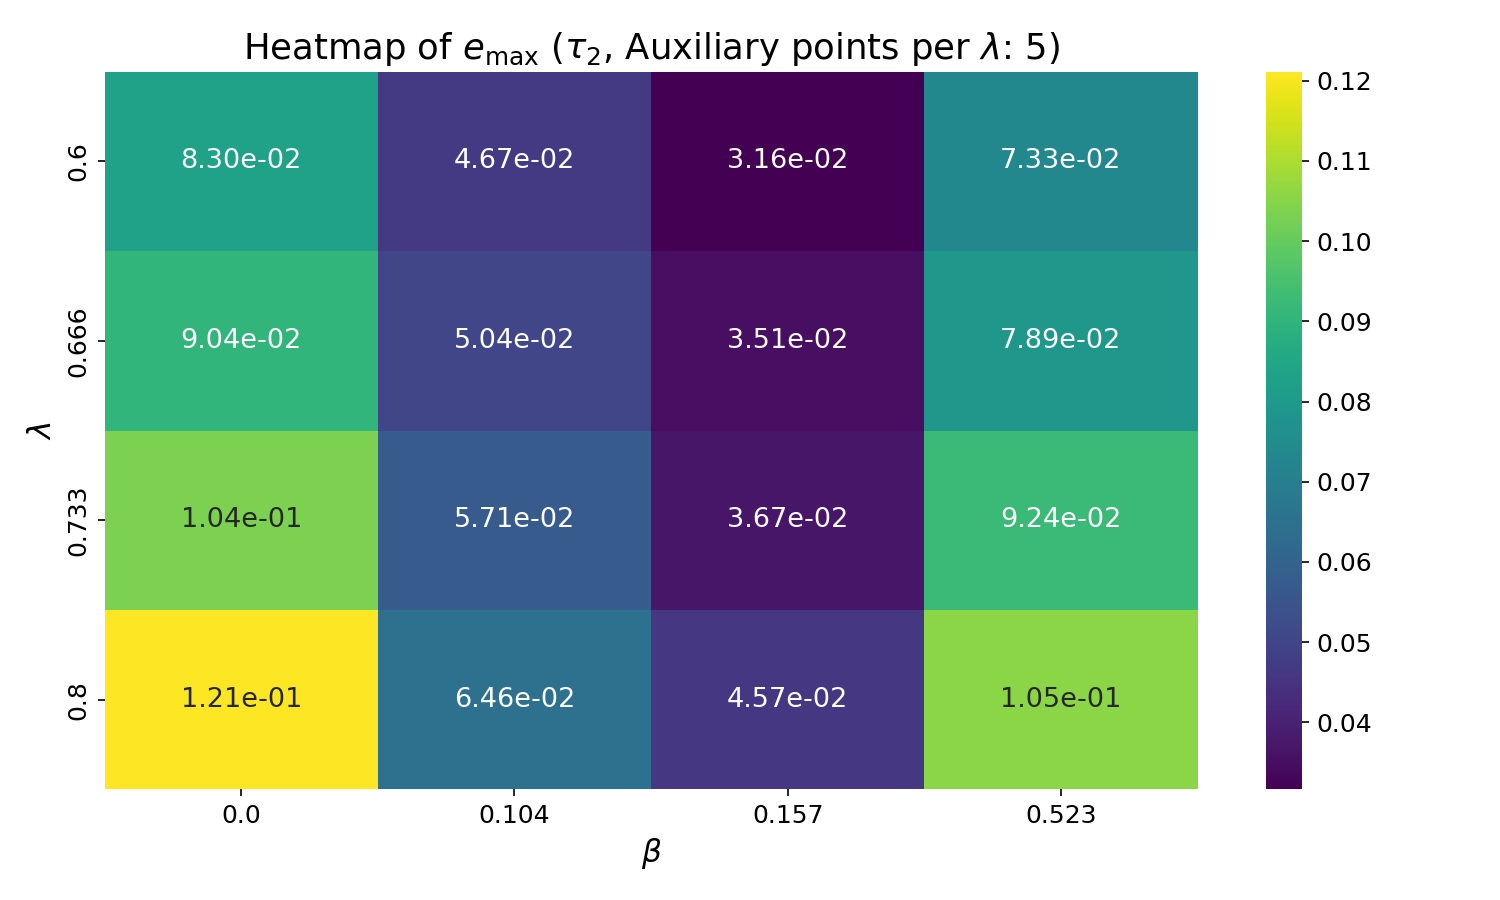 Heatmap of e_max (τ₂, Auxiliary points per λ: 5)
0.6 8.30e-02 4.67e-02 3.16e-02 7.33e-02
0.666 9.04e-02 5.04e-02 3.51e-02 7.89e-02
0.733 1.04e-01 5.71e-02 3.67e-02 9.24e-02
0.8 1.21e-01 6.46e-02 4.57e-02 1.05e-01
λ
0.0 0.104 0.157 0.523
β
0.12
0.11
0.10
0.09
0.08
0.07
0.06
0.05
0.04